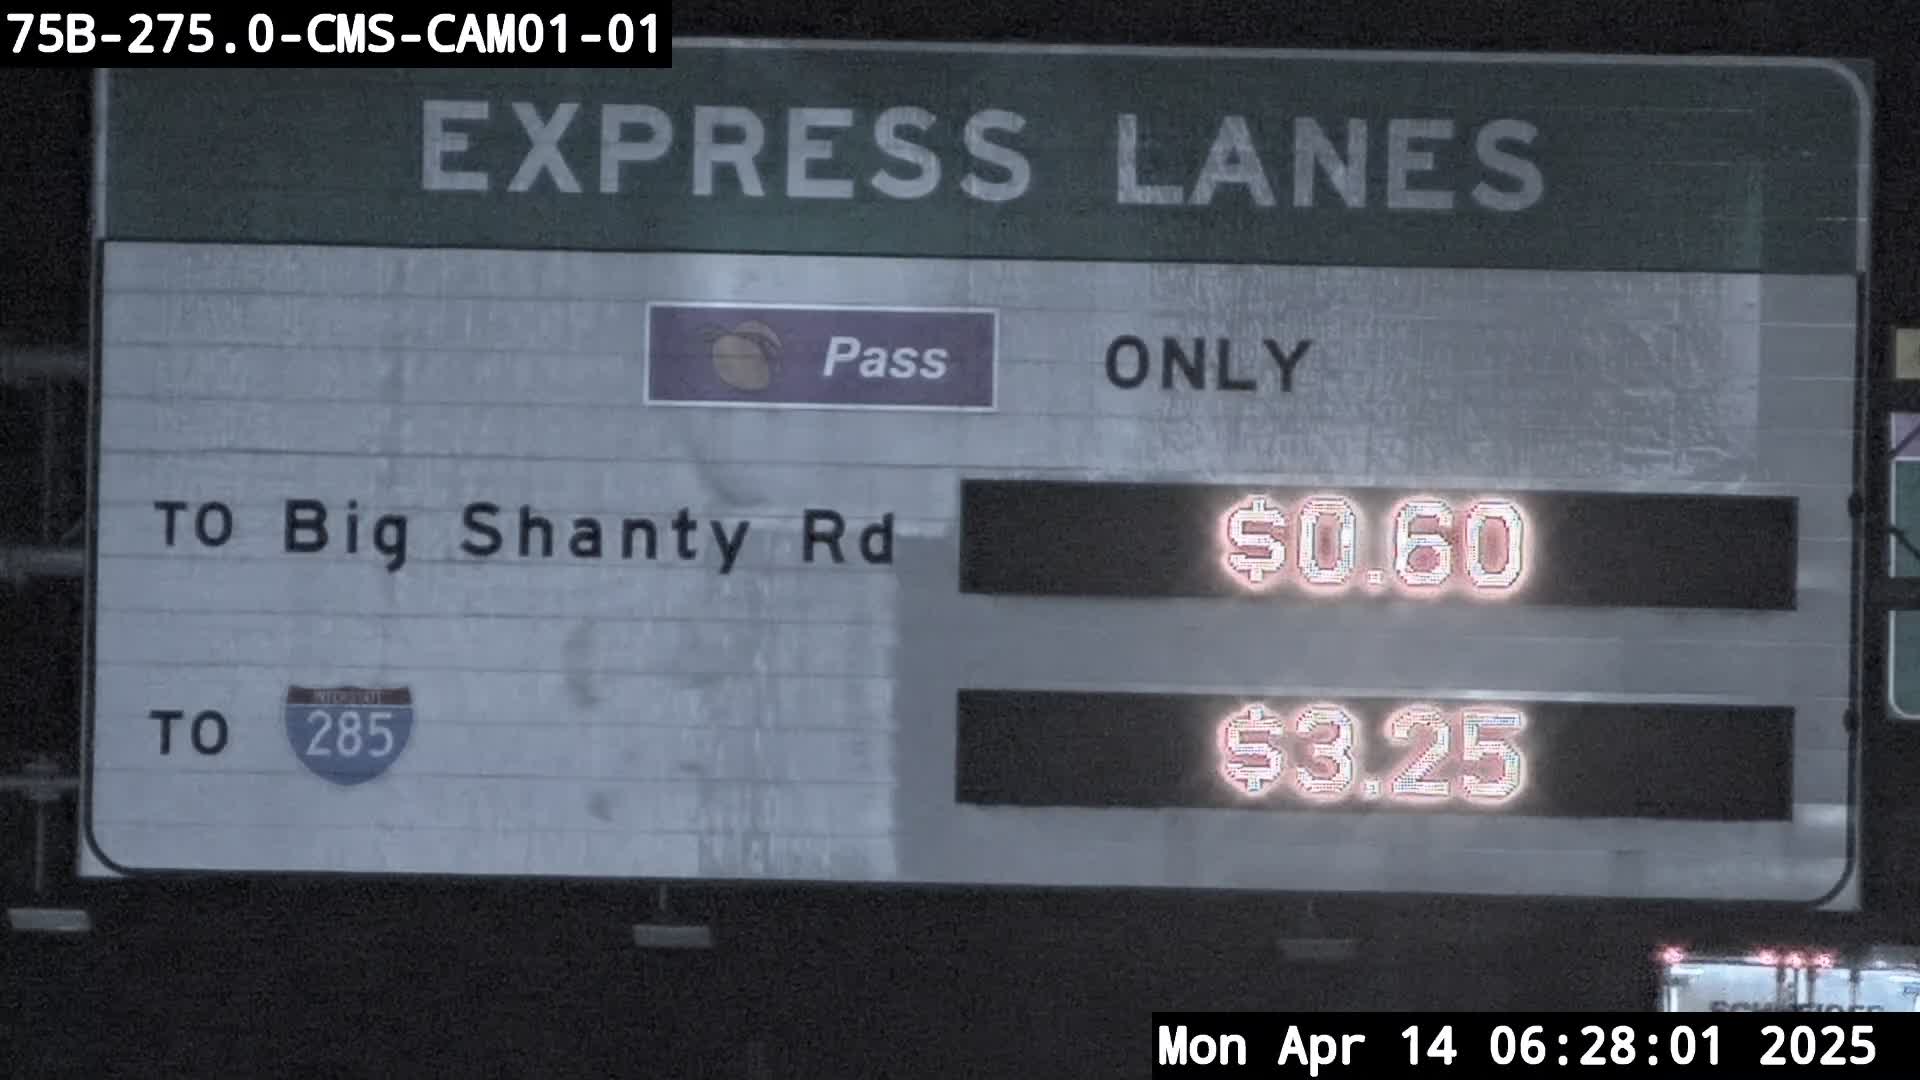 75B-275.0-CMS-CAM01-01
EXPRESS LANES
Pass ONLY
TO Big Shanty Rd $0.60
INTERSTATE
TO 285 $3.25
Mon Apr 14 06:28:01 2025